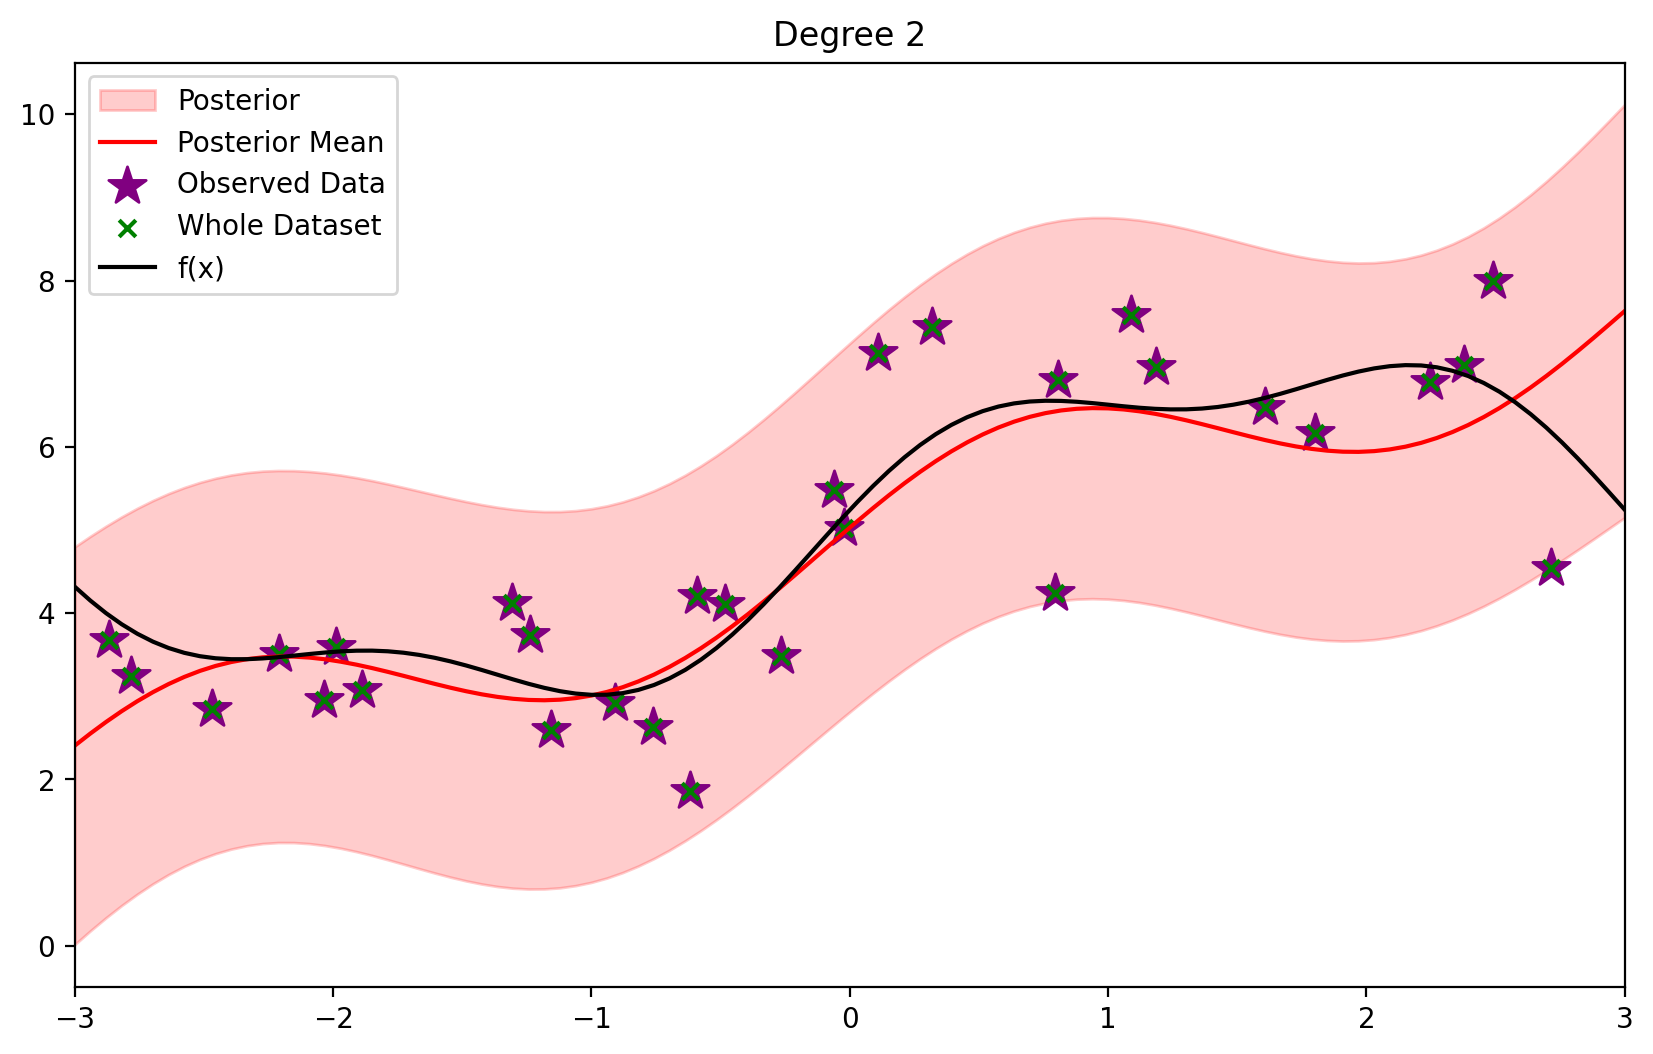 Degree 2
Posterior
Posterior Mean
Observed Data
Whole Dataset
f(x)
10
8
6
4
2
0
−3
−2
−1
0
1
2
3